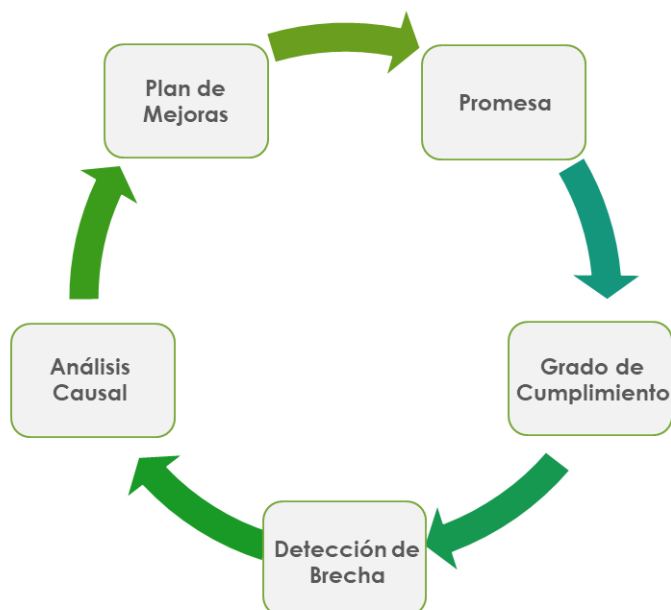 Plan de
Mejoras
Promesa
Grado de
Cumplimiento
Detección de
Brecha
Análisis
Causal